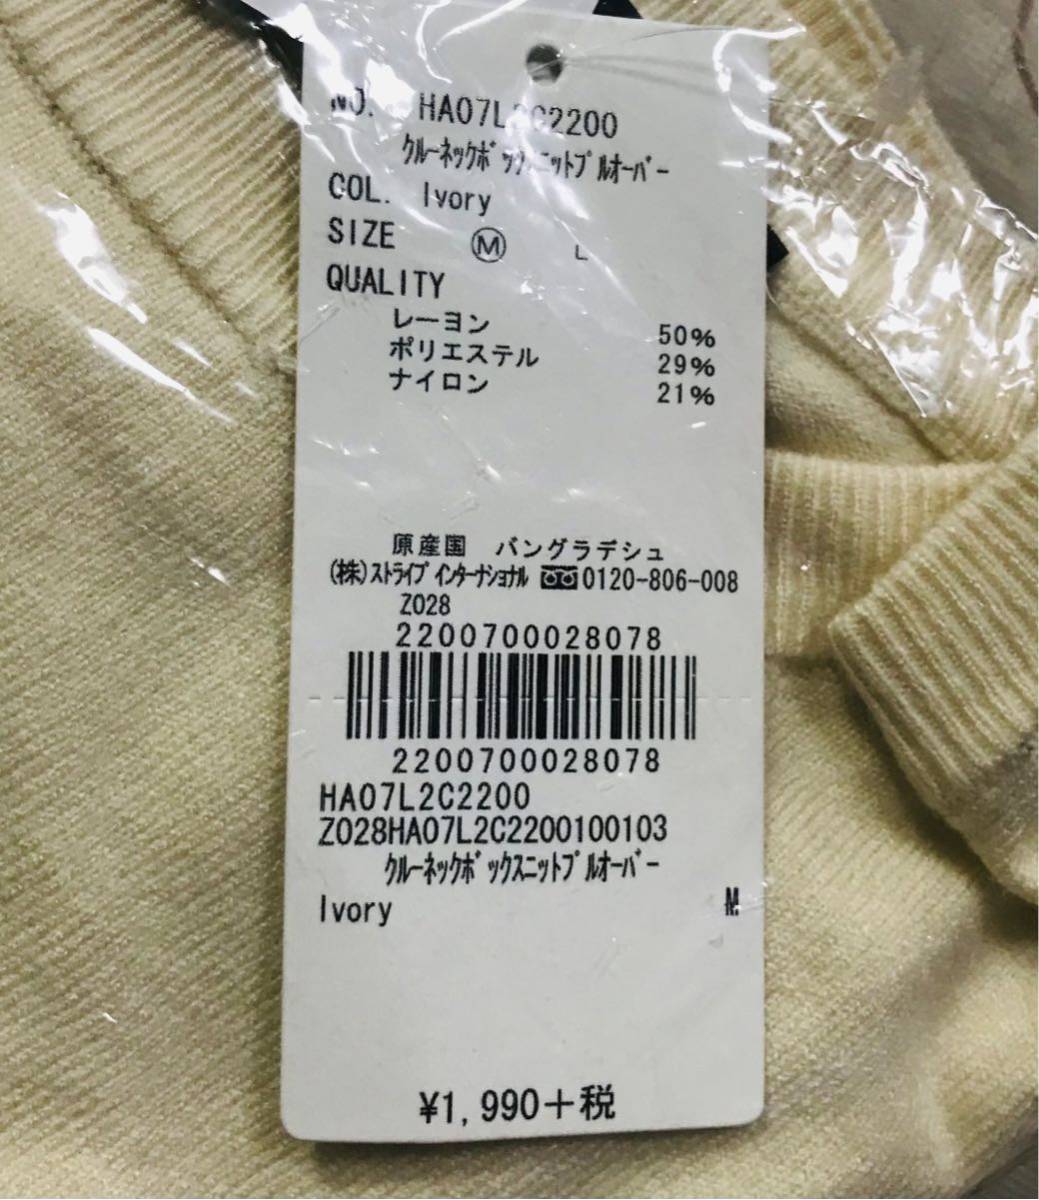 NO. HA07L2C2200
クルーネックボックスニットプルオーバー
COL. Ivory
SIZE Ⓜ L
QUALITY
レーヨン 50%
ポリエステル 29%
ナイロン 21%
原産国 バングラデシュ
(株)ストライプインターナショナル 0120-806-008
Z028
2200700028078
2200700028078
HA07L2C2200
Z028HA07L2C2200100103
クルーネックボックスニットプルオーバー
Ivory M
¥1,990+税